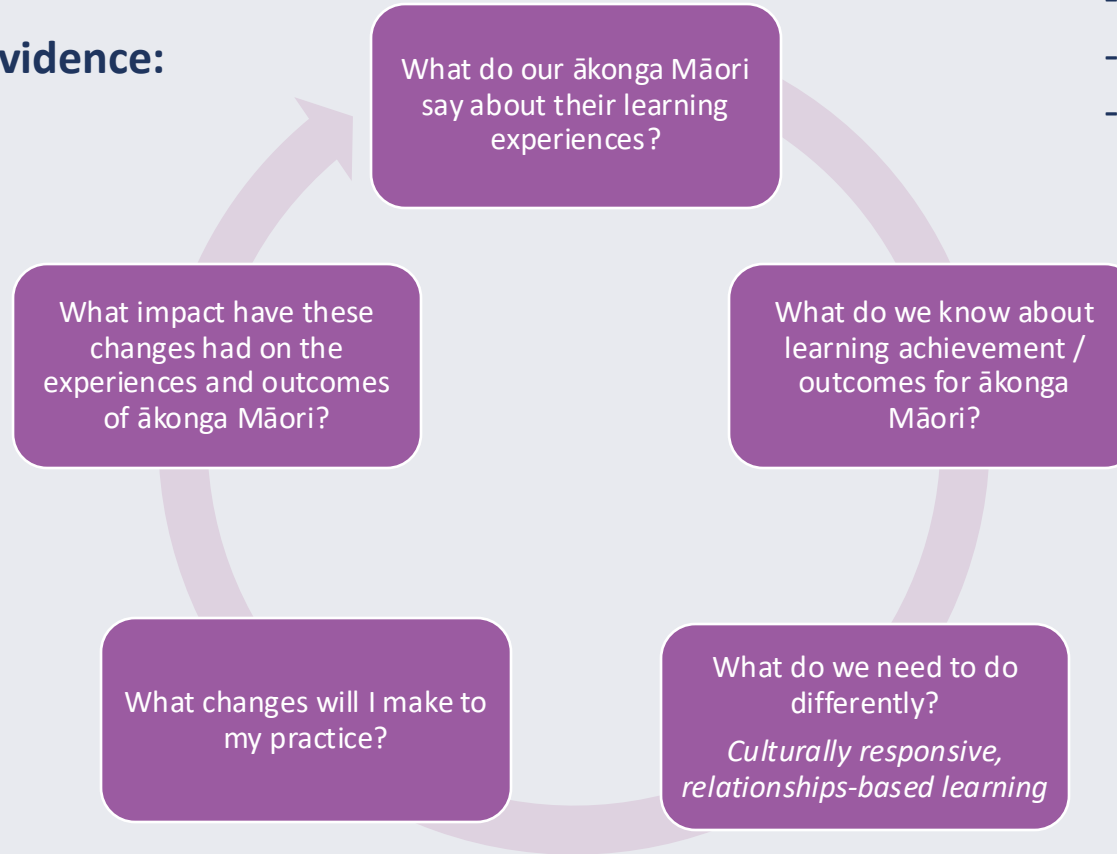 vidence:
What do our ākonga Māori
say about their learning
experiences?
What do we know about
learning achievement /
outcomes for ākonga
Māori?
What do we need to do
differently?
Culturally responsive,
relationships-based learning
What changes will I make to
my practice?
What impact have these
changes had on the
experiences and outcomes
of ākonga Māori?